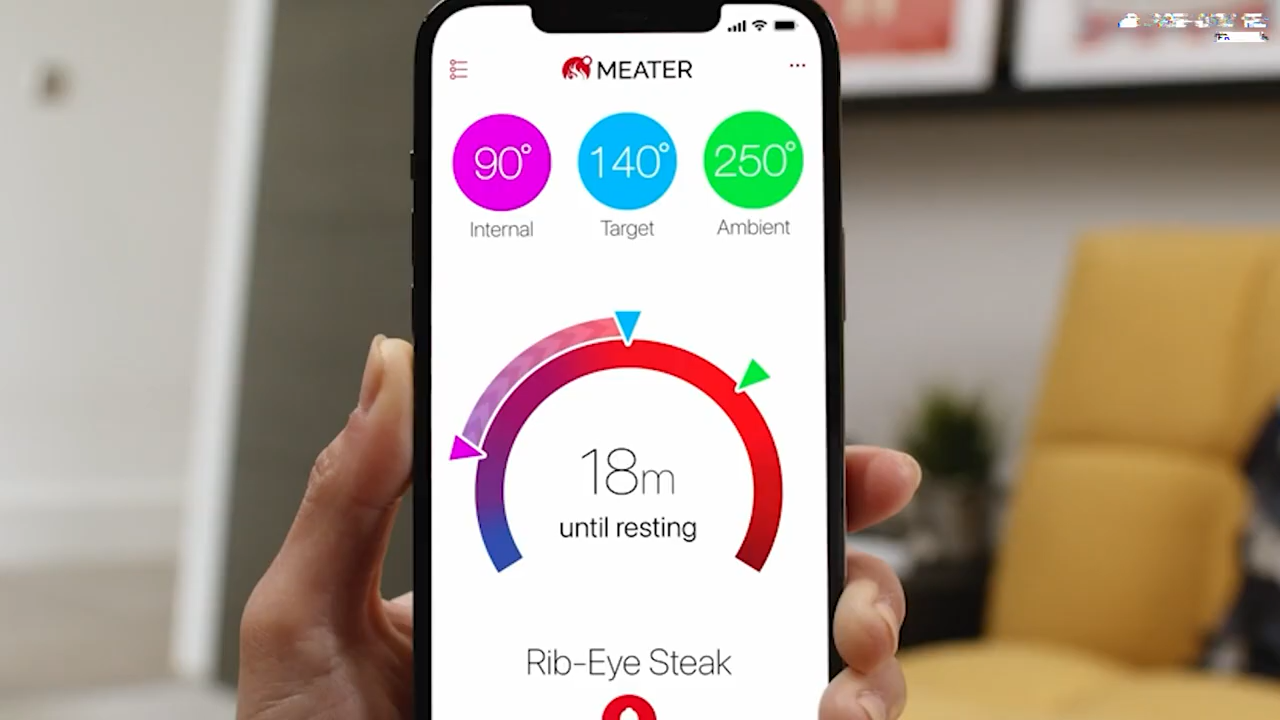 MEATER
90° 140° 250°
Internal Target Ambient
18m
until resting
Rib-Eye Steak